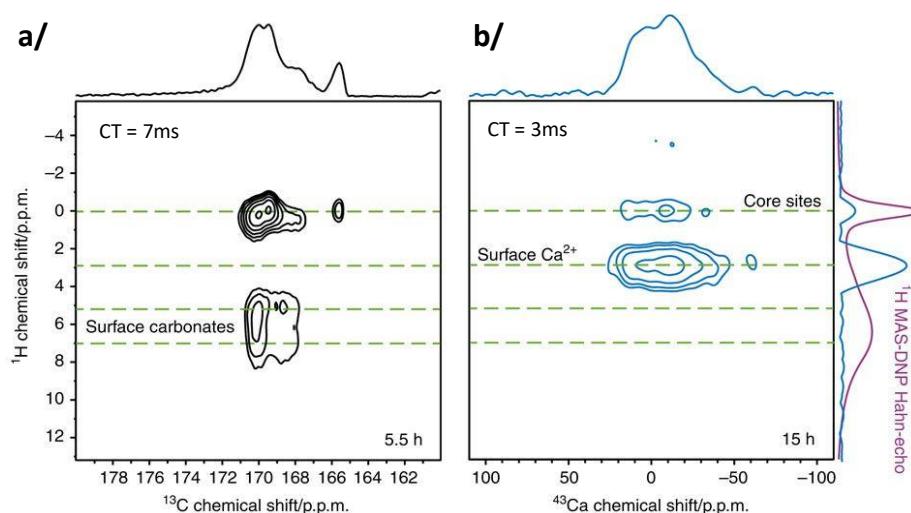 a/
CT = 7ms
Surface carbonates
5.5 h
−4
−2
0
2
4
6
8
10
12
¹H chemical shift/p.p.m.
178 176 174 172 170 168 166 164 162
¹³C chemical shift/p.p.m.
b/
CT = 3ms
Core sites
Surface Ca²⁺
15 h
100 50 0 −50 −100
⁴³Ca chemical shift/p.p.m.
¹H MAS-DNP Hahn-echo